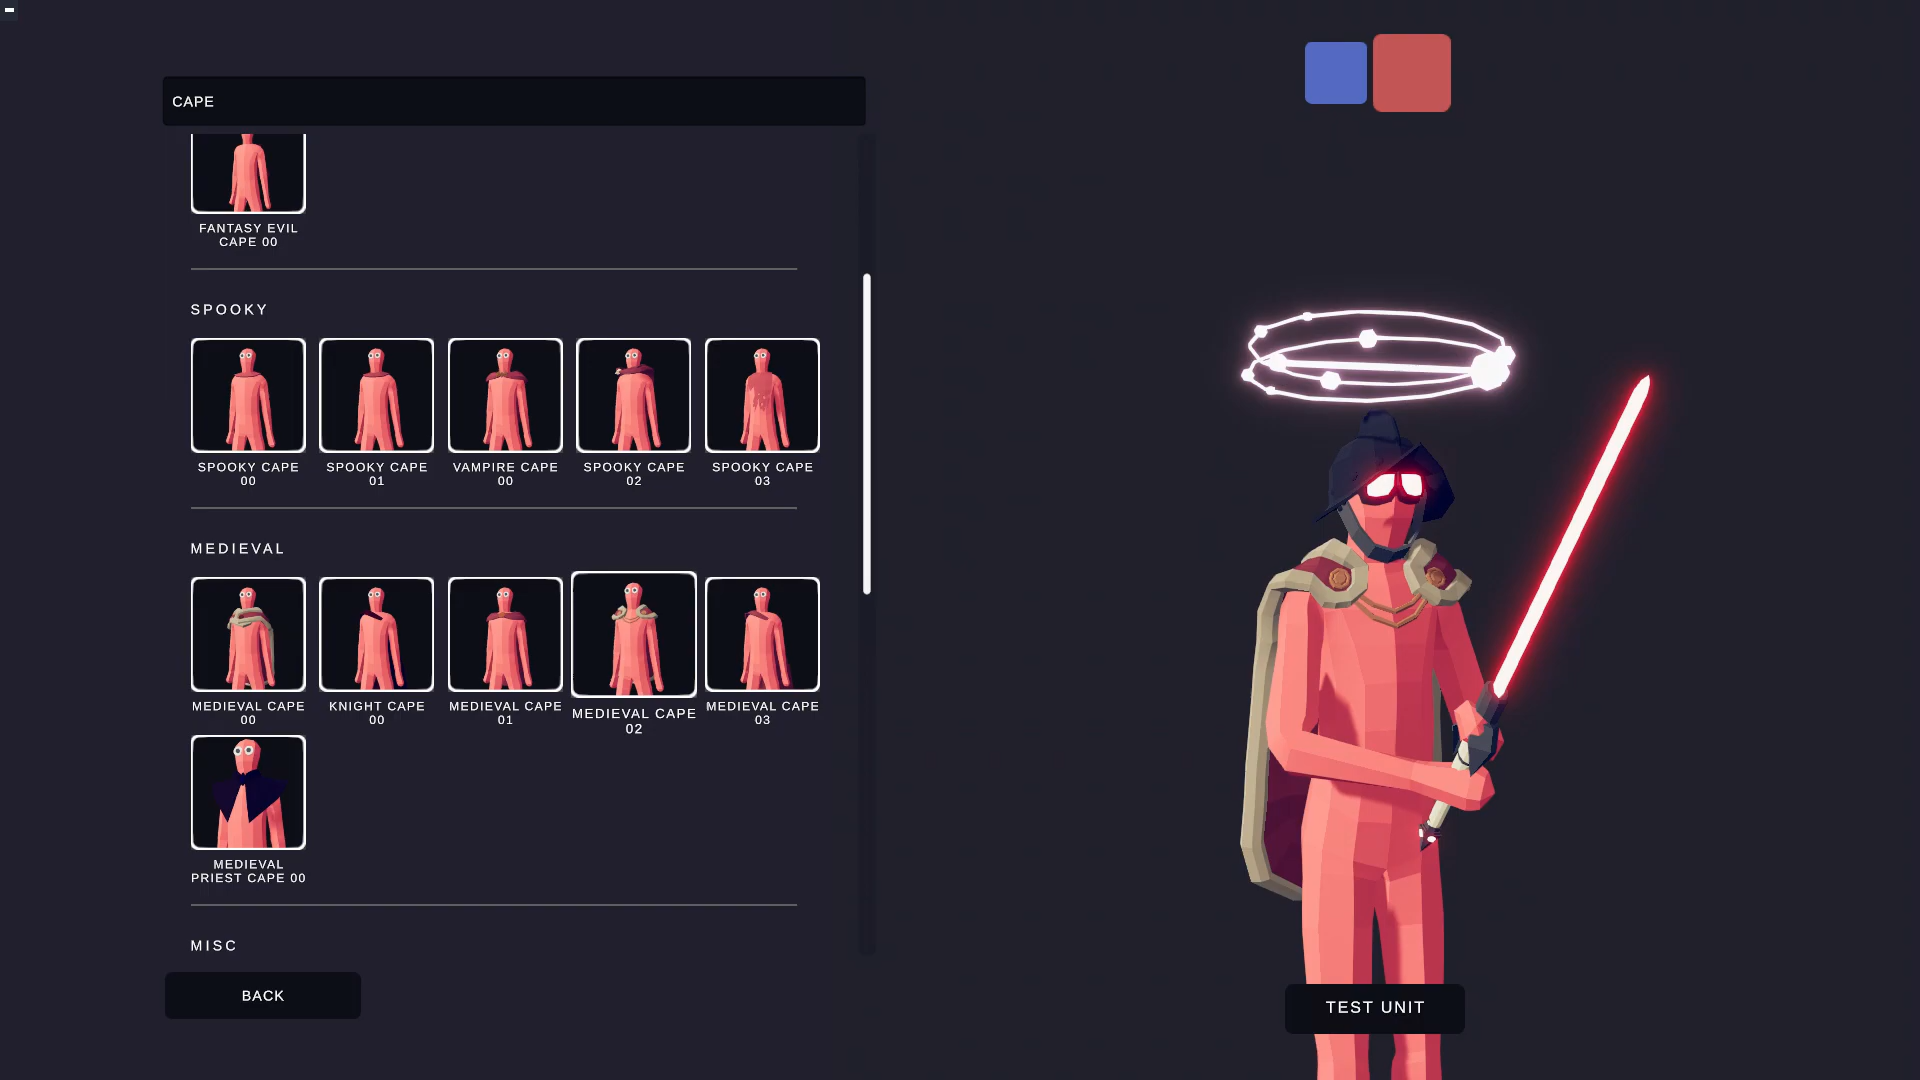 CAPE
FANTASY EVIL
CAPE 00
SPOOKY
SPOOKY CAPE
00
SPOOKY CAPE
01
VAMPIRE CAPE
00
SPOOKY CAPE
02
SPOOKY CAPE
03
MEDIEVAL
MEDIEVAL CAPE
00
KNIGHT CAPE
00
MEDIEVAL CAPE
01
MEDIEVAL CAPE
02
MEDIEVAL CAPE
03
MEDIEVAL
PRIEST CAPE 00
MISC
BACK
TEST UNIT